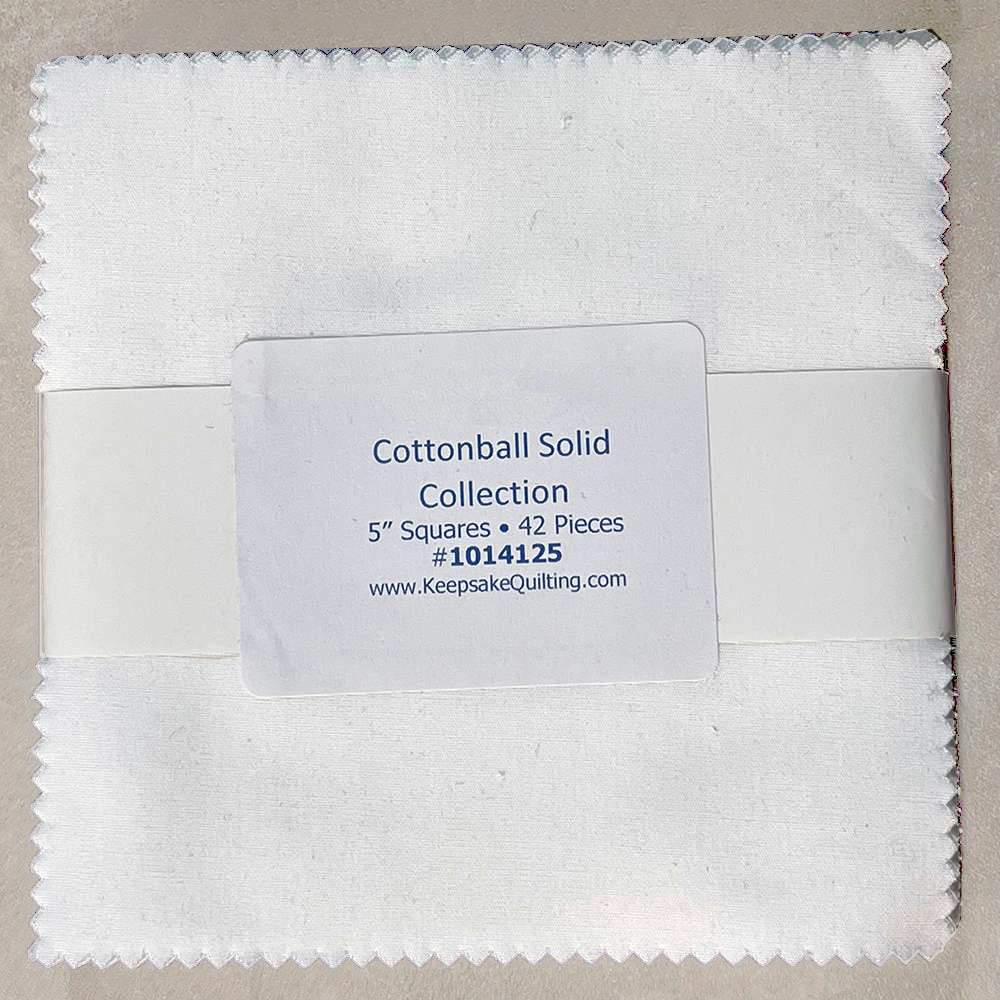 Cottonball Solid
Collection
5″ Squares • 42 Pieces
#1014125
www.KeepsakeQuilting.com